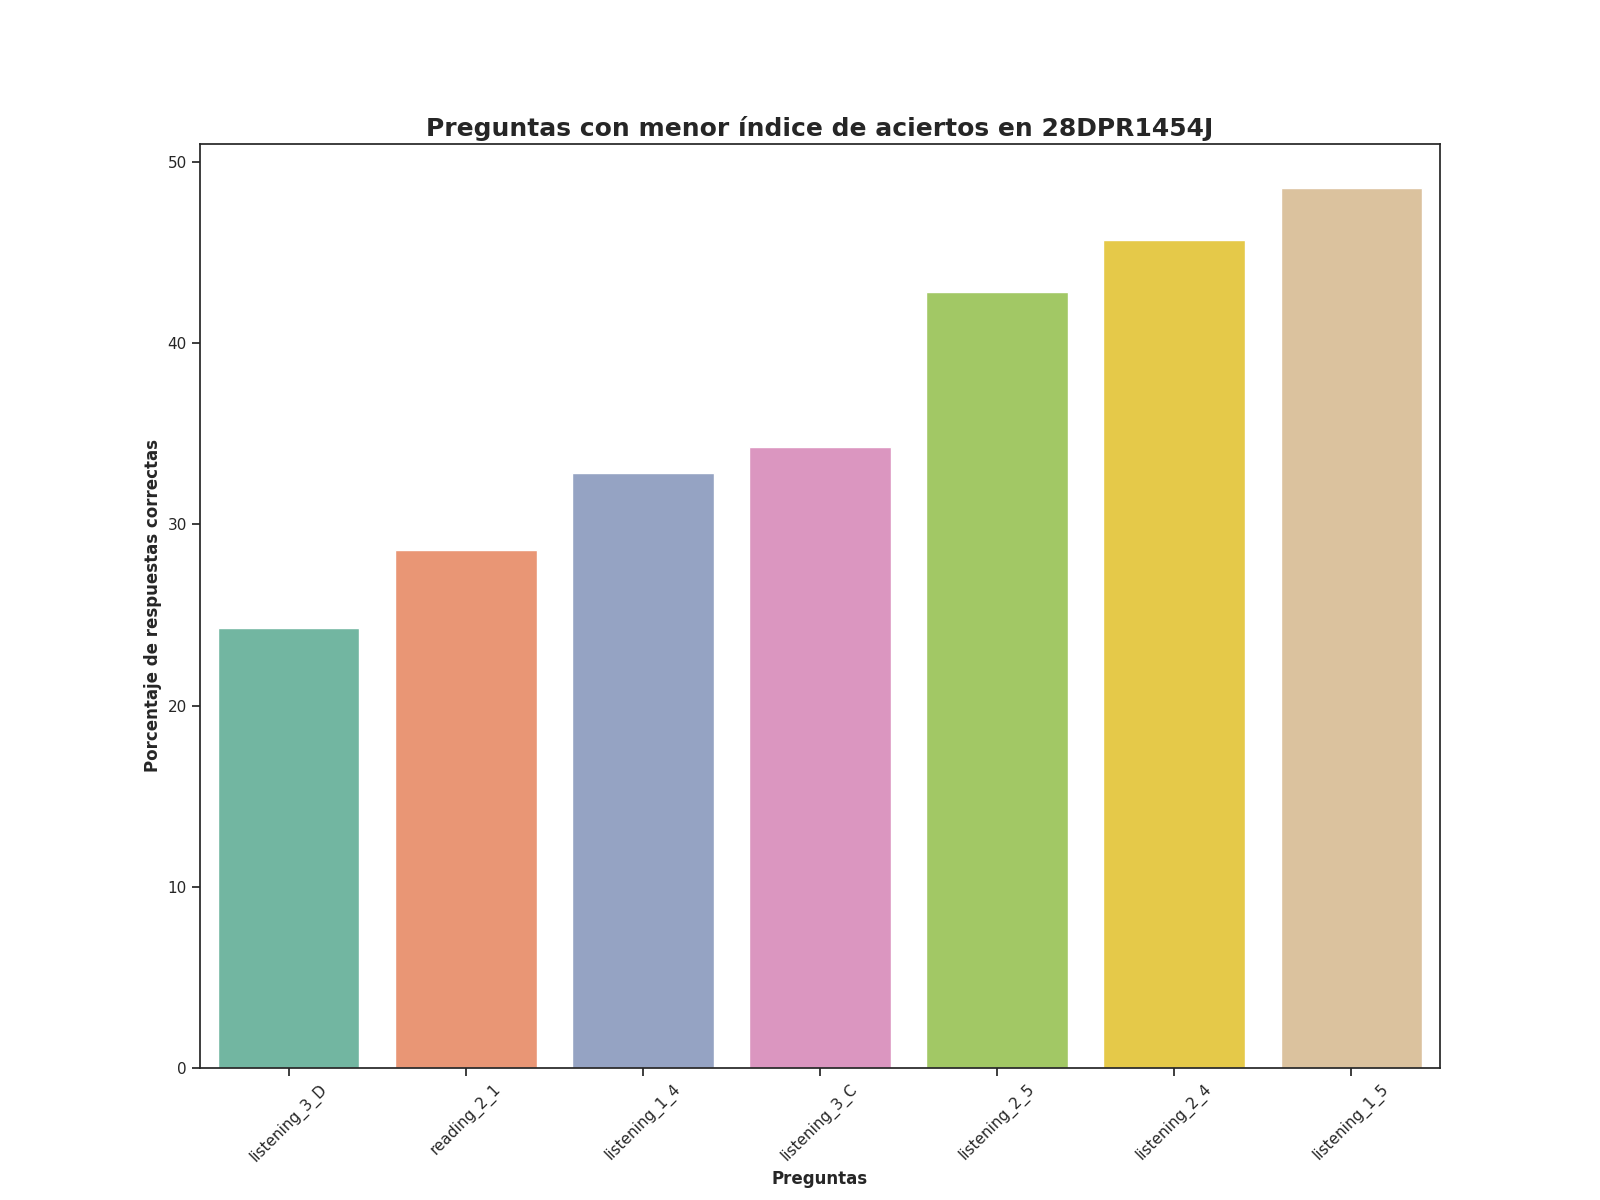 Preguntas con menor índice de aciertos en 28DPR1454J
Porcentaje de respuestas correctas
50
40
30
20
10
0
listening_3_D
reading_2_1
listening_1_4
listening_3_C
listening_2_5
listening_2_4
listening_1_5
Preguntas